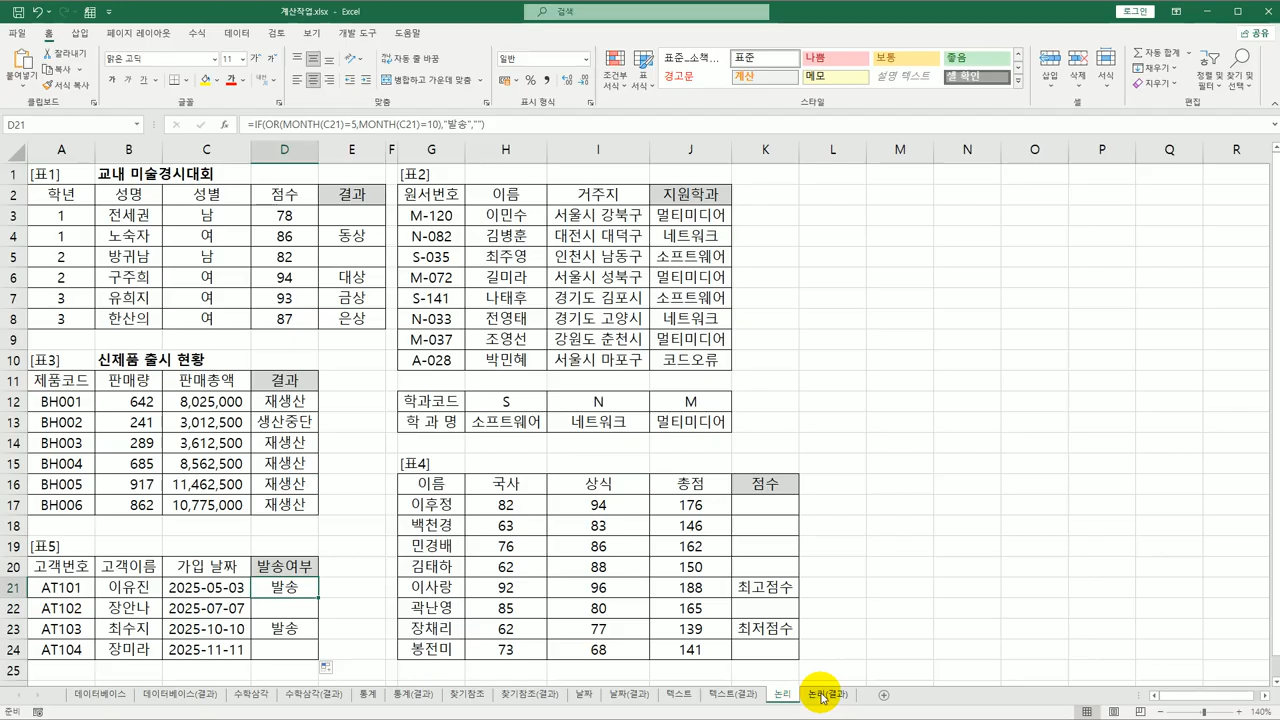 계산작업.xlsx - Excel
검색
로그인
파일 홈 삽입 페이지 레이아웃 수식 데이터 검토 보기 개발 도구 도움말
공유
붙여넣기
잘라내기
복사
서식 복사
클립보드
맑은 고딕 11
가 가
가 가 가
글꼴
자동 줄 바꿈
병합하고 가운데 맞춤
맞춤
일반
표시 형식
조건부 서식
표 서식
표준_소책...
표준
나쁨
보통
좋음
경고문
계산
메모
설명 텍스트
셀 확인
스타일
삽입 삭제 서식
셀
자동 합계
채우기
지우기
정렬 및 필터
찾기 및 선택
편집
D21
fx
=IF(OR(MONTH(C21)=5,MONTH(C21)=10),"발송","")
A B C D E F G H I J K L M N O P Q R
1 [표1] 교내 미술경시대회 [표2]
2 학년 성명 성별 점수 결과 원서번호 이름 거주지 지원학과
3 1 전세권 남 78 M-120 이민수 서울시 강북구 멀티미디어
4 1 노숙자 여 86 동상 N-082 김병훈 대전시 대덕구 네트워크
5 2 방귀남 남 82 S-035 최주영 인천시 남동구 소프트웨어
6 2 구주희 여 94 대상 M-072 길미라 서울시 성북구 멀티미디어
7 3 유희지 여 93 금상 S-141 나태후 경기도 김포시 소프트웨어
8 3 한산의 여 87 은상 N-033 전영태 경기도 고양시 네트워크
9 M-037 조영선 강원도 춘천시 멀티미디어
10 [표3] 신제품 출시 현황 A-028 박민혜 서울시 마포구 코드오류
11 제품코드 판매량 판매총액 결과
12 BH001 642 8,025,000 재생산 학과코드 S N M
13 BH002 241 3,012,500 생산중단 학 과 명 소프트웨어 네트워크 멀티미디어
14 BH003 289 3,612,500 재생산
15 BH004 685 8,562,500 재생산 [표4]
16 BH005 917 11,462,500 재생산 이름 국사 상식 총점 점수
17 BH006 862 10,775,000 재생산 이후정 82 94 176
18 백천경 63 83 146
19 [표5] 민경배 76 86 162
20 고객번호 고객이름 가입 날짜 발송여부 김태하 62 88 150
21 AT101 이유진 2025-05-03 발송 이사랑 92 96 188 최고점수
22 AT102 장안나 2025-07-07 곽난영 85 80 165
23 AT103 최수지 2025-10-10 발송 장채리 62 77 139 최저점수
24 AT104 장미라 2025-11-11 봉전미 73 68 141
25
데이터베이스 데이터베이스(결과) 수학삼각 수학삼각(결과) 통계 통계(결과) 찾기참조 찾기참조(결과) 날짜 날짜(결과) 텍스트 텍스트(결과) 논리 논리(결과)
준비
140%